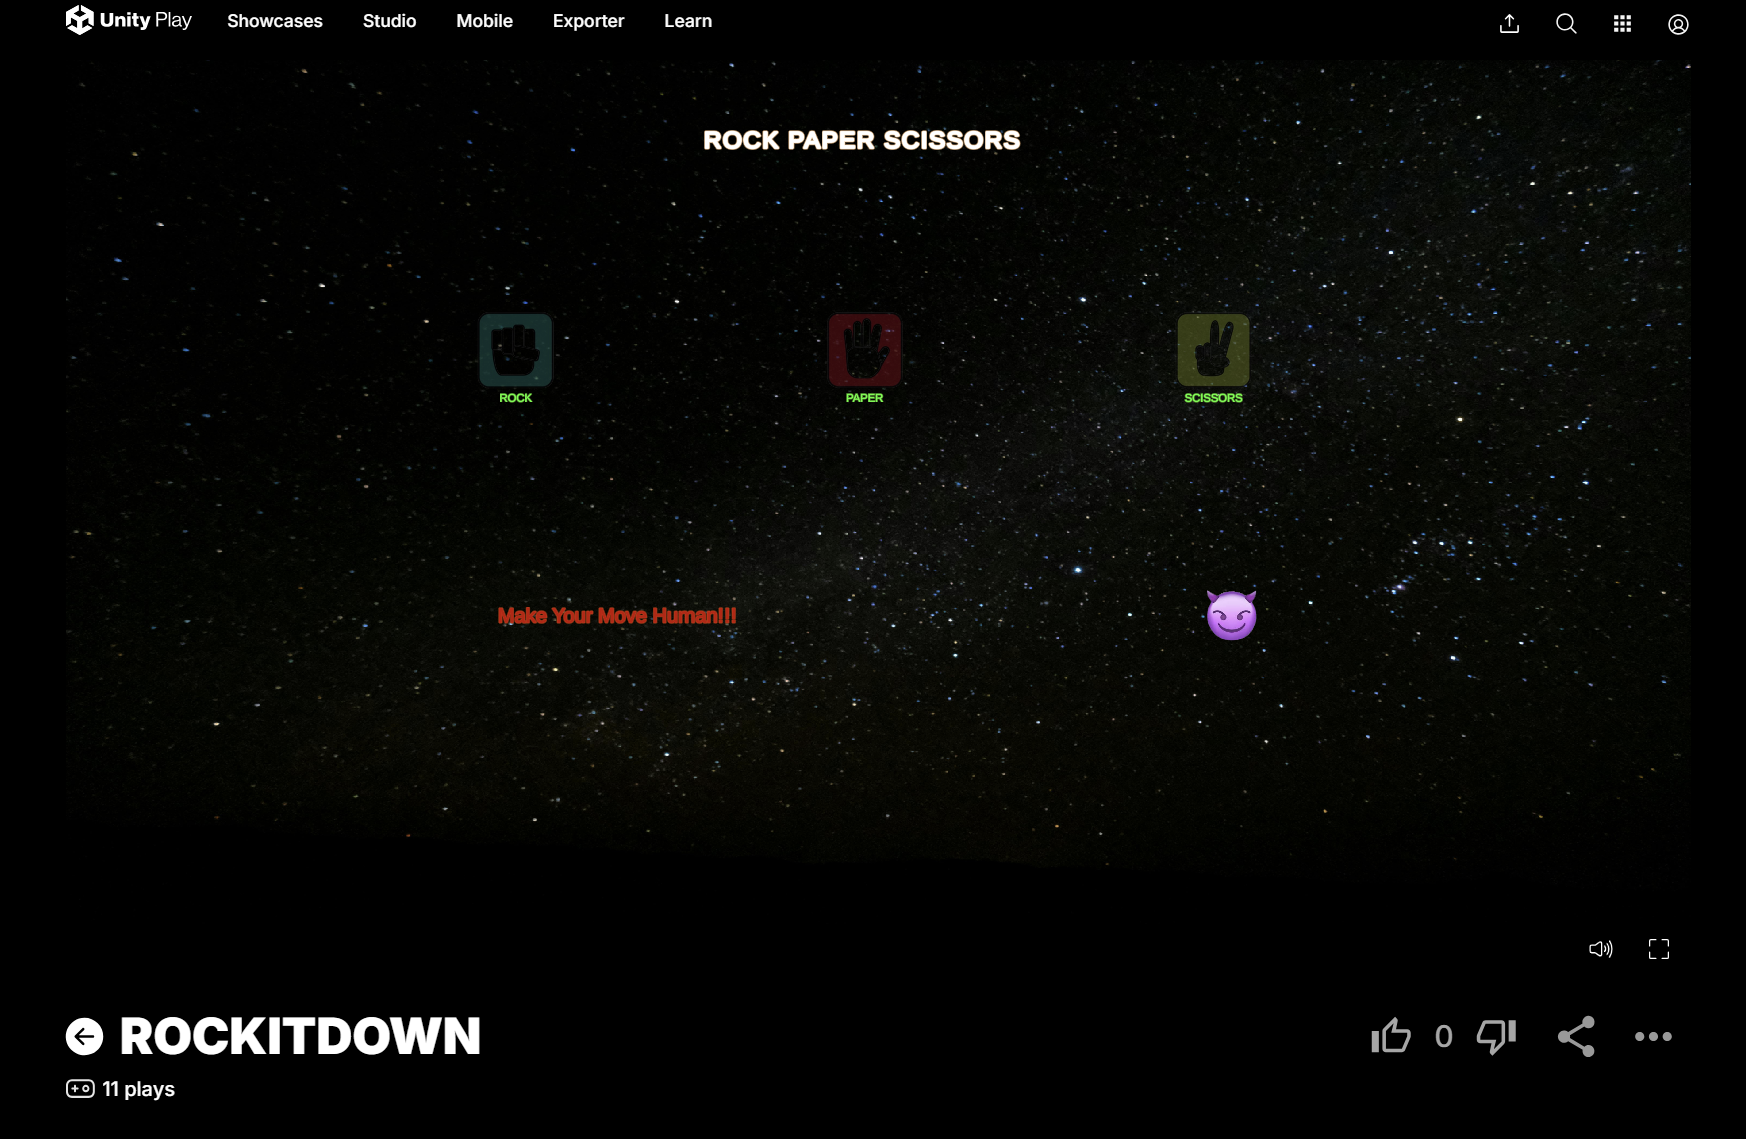 Unity Play Showcases Studio Mobile Exporter Learn
ROCK PAPER SCISSORS
ROCK PAPER SCISSORS
Make Your Move Human!!!
ROCKITDOWN
0
11 plays